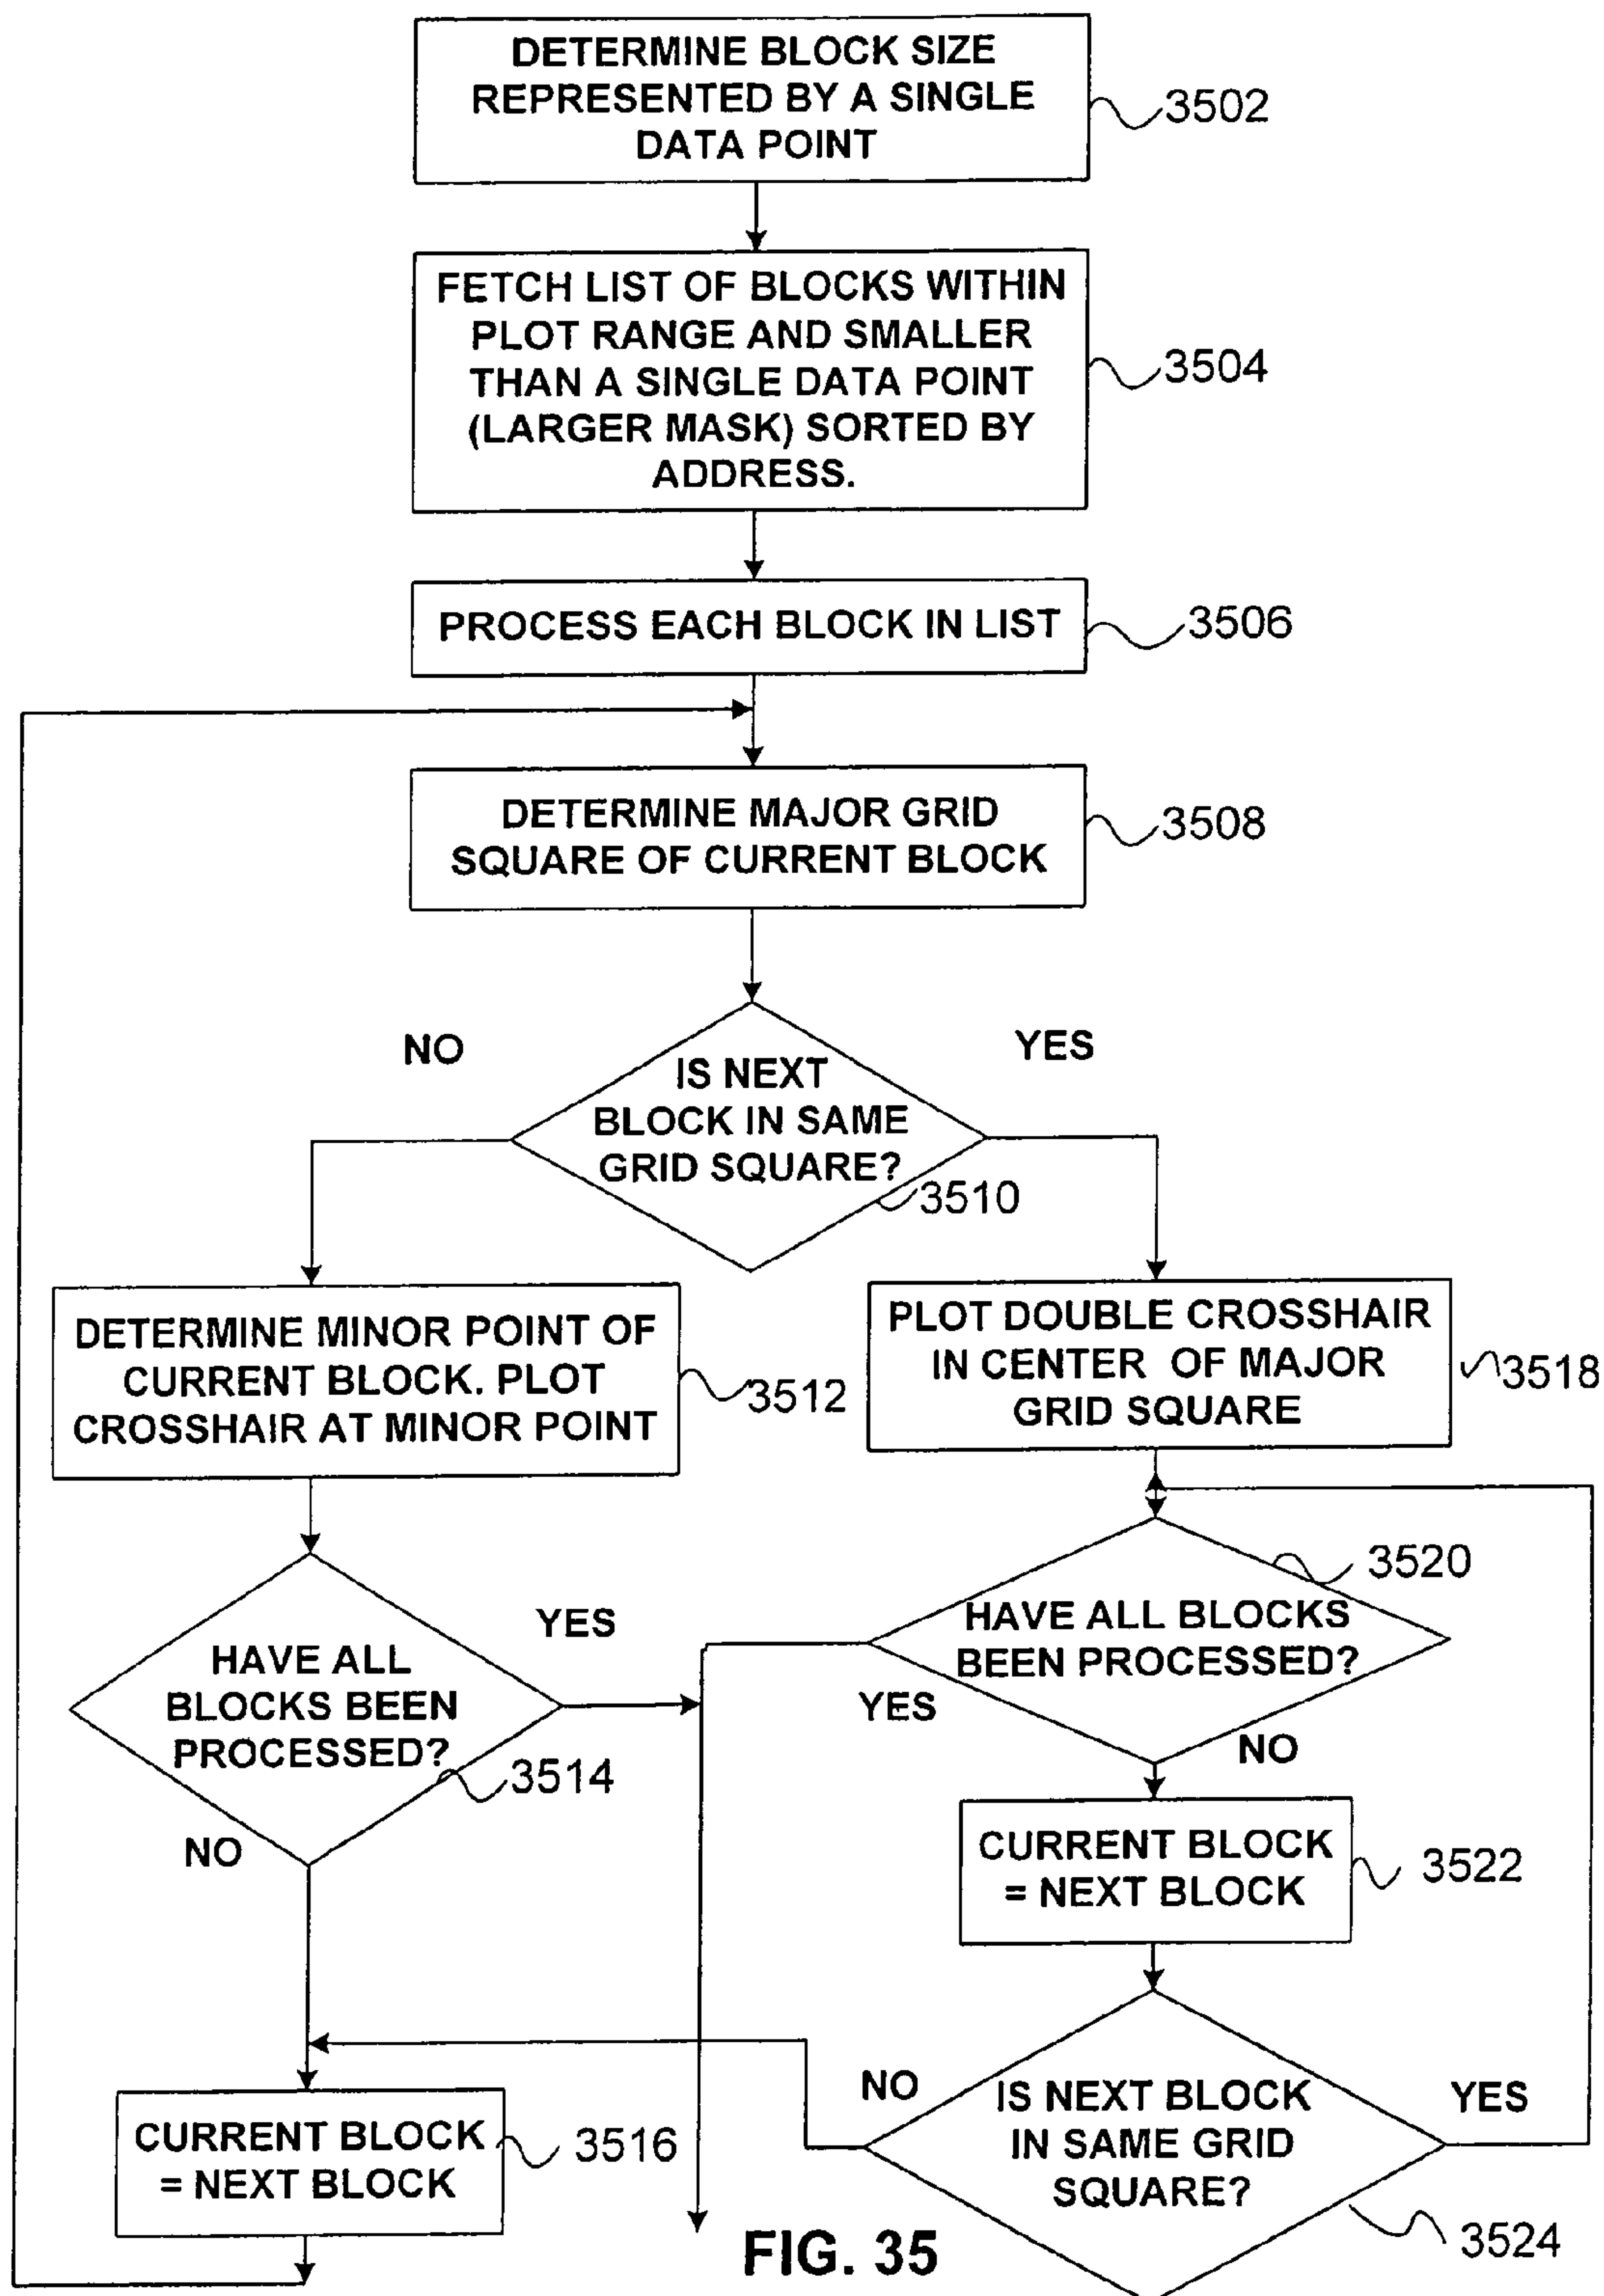 DETERMINE BLOCK SIZE
REPRESENTED BY A SINGLE
DATA POINT
3502
FETCH LIST OF BLOCKS WITHIN
PLOT RANGE AND SMALLER
THAN A SINGLE DATA POINT
(LARGER MASK) SORTED BY
ADDRESS.
3504
PROCESS EACH BLOCK IN LIST
3506
DETERMINE MAJOR GRID
SQUARE OF CURRENT BLOCK
3508
NO
YES
IS NEXT
BLOCK IN SAME
GRID SQUARE?
3510
DETERMINE MINOR POINT OF
CURRENT BLOCK. PLOT
CROSSHAIR AT MINOR POINT
3512
PLOT DOUBLE CROSSHAIR
IN CENTER OF MAJOR
GRID SQUARE
3518
HAVE ALL
BLOCKS BEEN
PROCESSED?
YES
3514
NO
3520
HAVE ALL BLOCKS
BEEN PROCESSED?
YES
NO
CURRENT BLOCK
= NEXT BLOCK
3522
CURRENT BLOCK
= NEXT BLOCK
3516
NO
IS NEXT BLOCK
IN SAME GRID
SQUARE?
YES
3524
FIG. 35